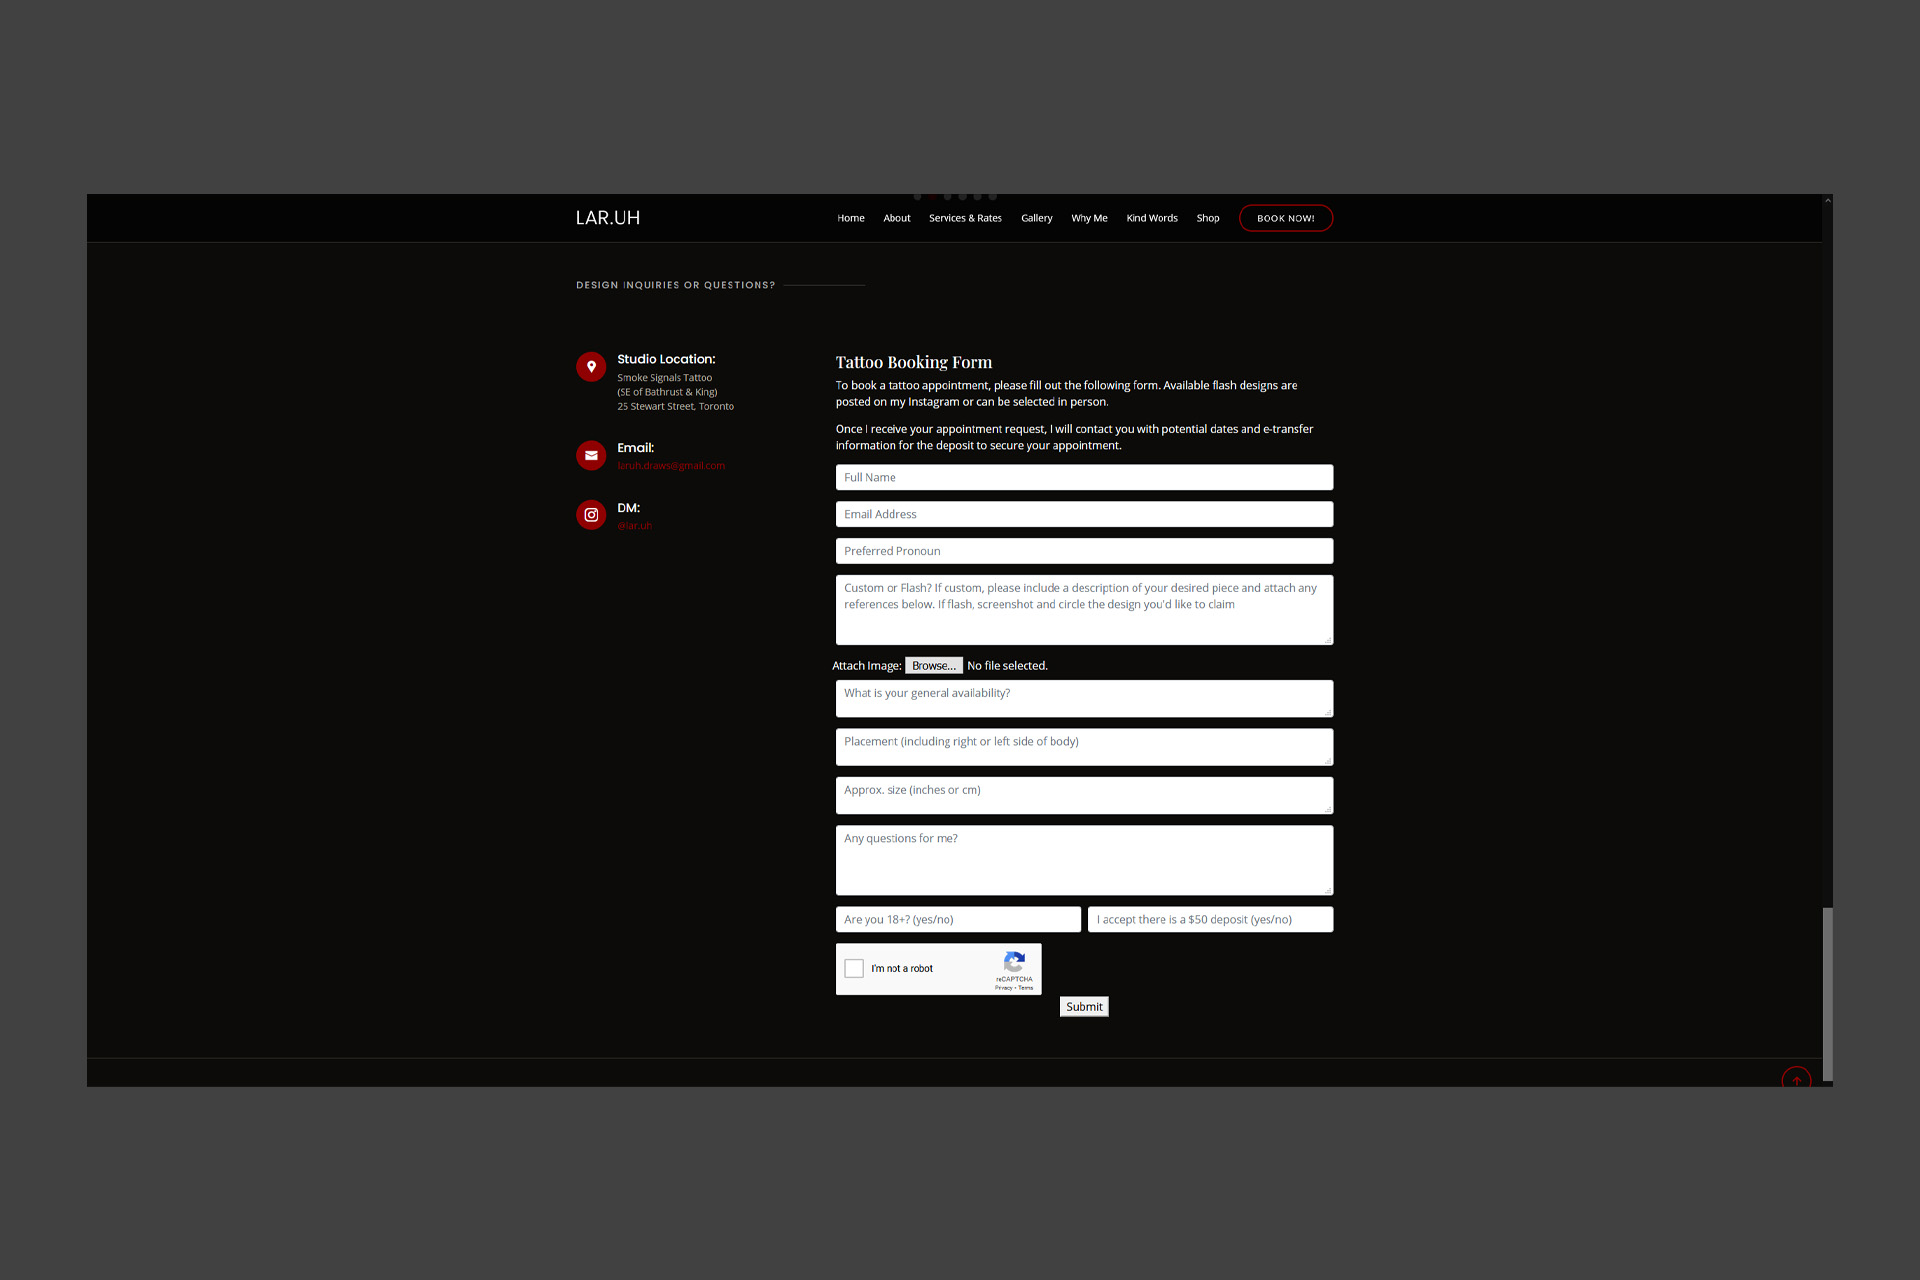 LAR.UH
Home About Services & Rates Gallery Why Me Kind Words Shop BOOK NOW!
DESIGN INQUIRIES OR QUESTIONS?
Studio Location:
Smoke Signals Tattoo
(SE of Bathrust & King)
25 Stewart Street, Toronto
Email:
laruh.draws@gmail.com
DM:
@lar.uh
Tattoo Booking Form
To book a tattoo appointment, please fill out the following form. Available flash designs are
posted on my Instagram or can be selected in person.
Once I receive your appointment request, I will contact you with potential dates and e-transfer
information for the deposit to secure your appointment.
Full Name
Email Address
Preferred Pronoun
Custom or Flash? If custom, please include a description of your desired piece and attach any
references below. If flash, screenshot and circle the design you'd like to claim
Attach Image: Browse... No file selected.
What is your general availability?
Placement (including right or left side of body)
Approx. size (inches or cm)
Any questions for me?
Are you 18+? (yes/no) I accept there is a $50 deposit (yes/no)
I'm not a robot
reCAPTCHA
Privacy • Terms
Submit